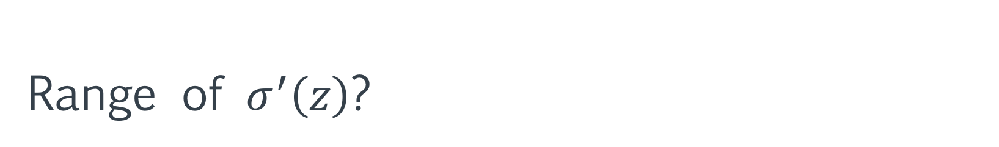 Range of σ′(z)?